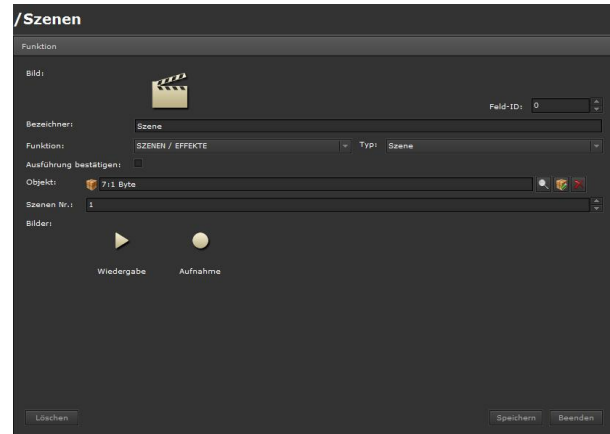 /Szenen
Funktion
Bild:
Feld-ID: 0
Bezeichner: Szene
Funktion: SZENEN / EFFEKTE Typ: Szene
Ausführung bestätigen:
Objekt: 7:1 Byte
Szenen Nr.: 1
Bilder:
Wiedergabe Aufnahme
Löschen Speichern Beenden